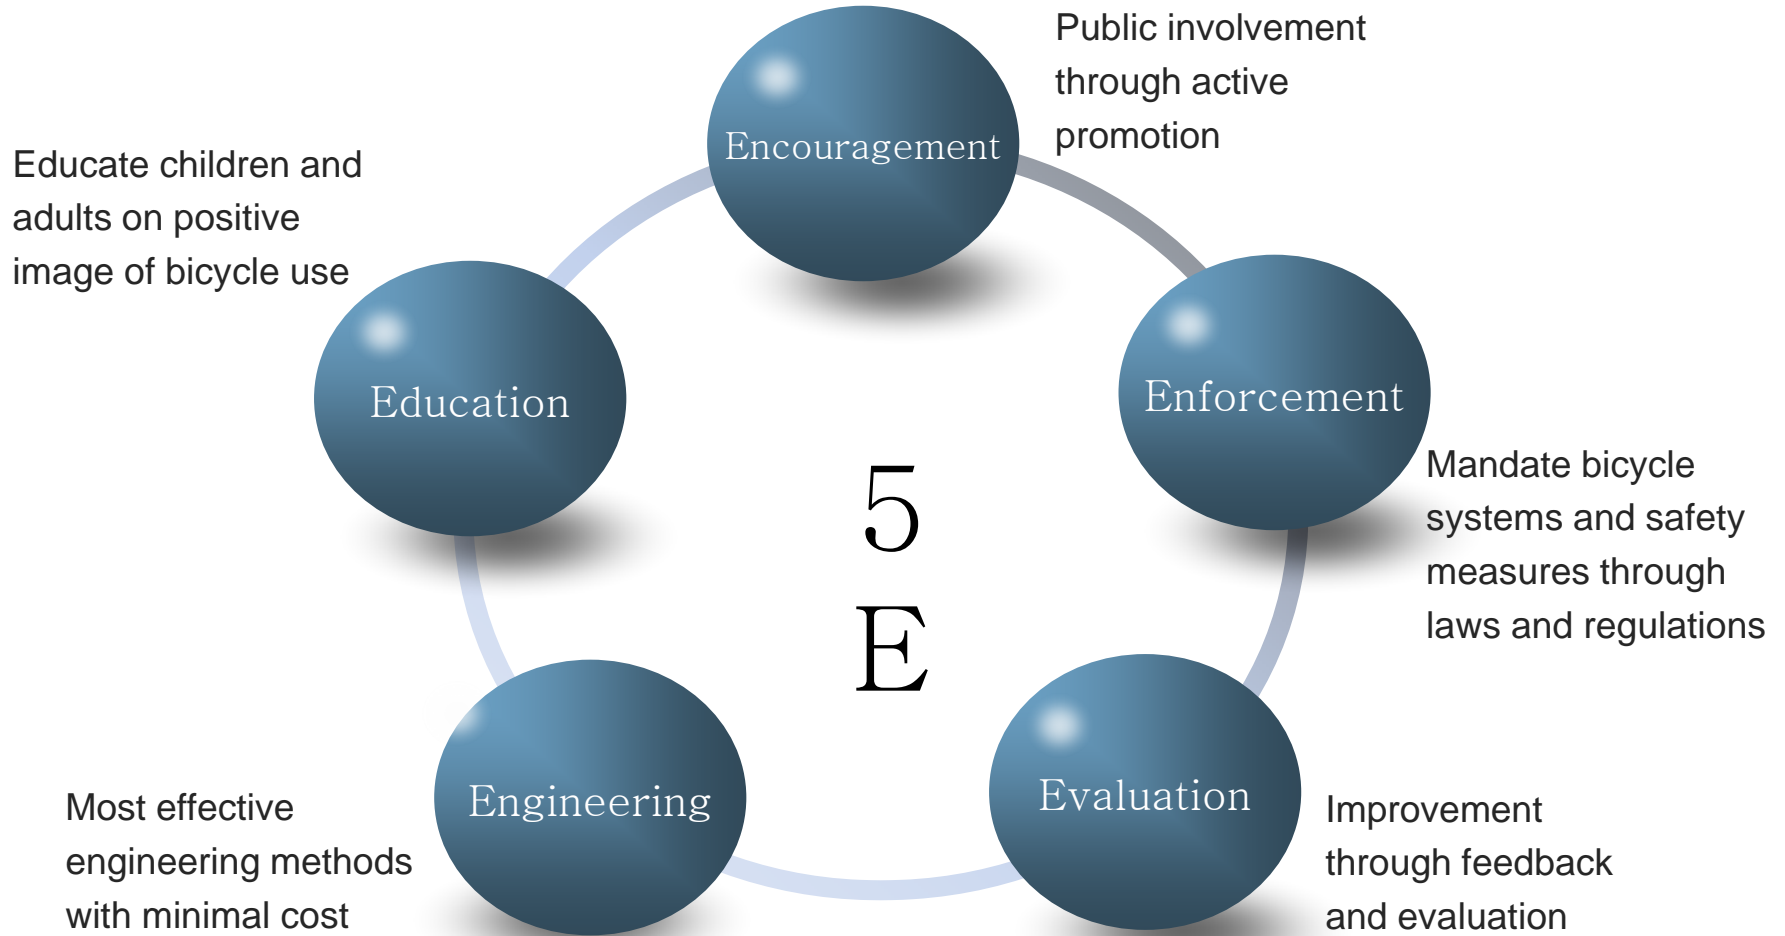 Public involvement
through active
promotion
Encouragement
Educate children and
adults on positive
image of bicycle use
Education
Enforcement
Mandate bicycle
systems and safety
measures through
laws and regulations
5
E
Engineering
Most effective
engineering methods
with minimal cost
Evaluation
Improvement
through feedback
and evaluation